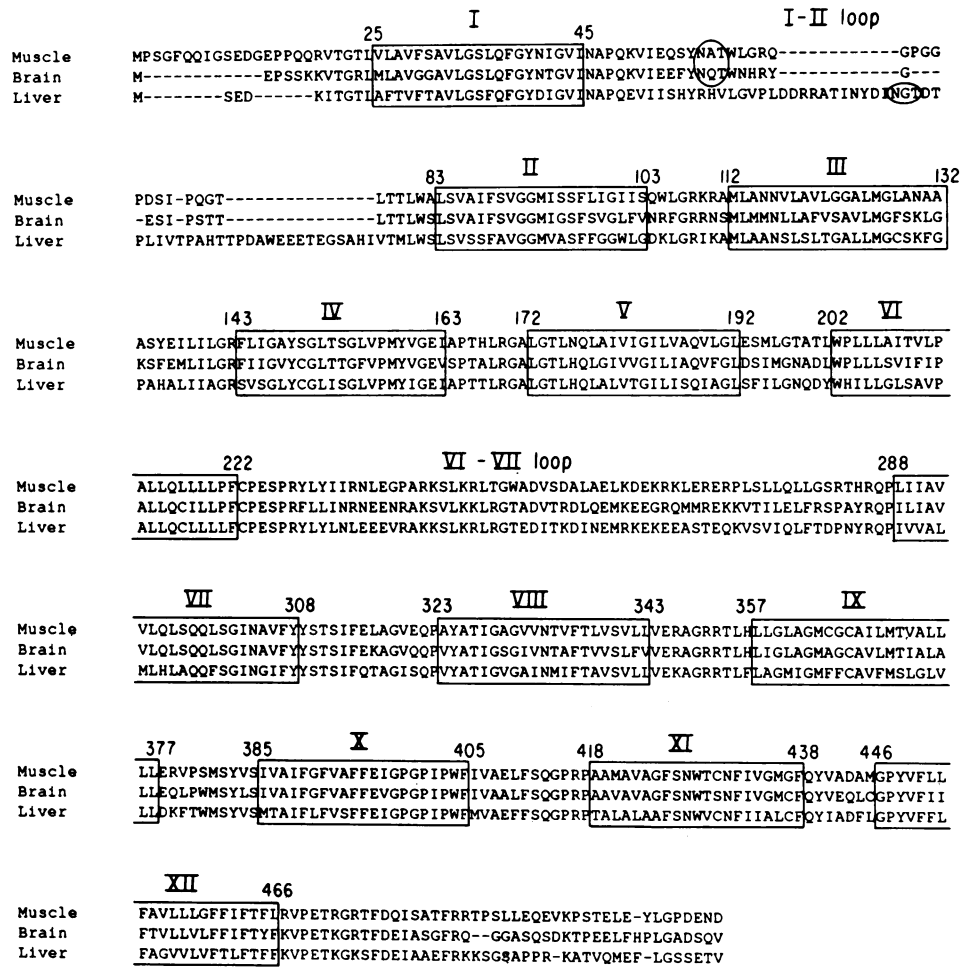 I I-II loop
25 45
Muscle MPSGFQQIGSEDGEPPQQRVTGTLVLAVFSAVLGSLQFGYNIGVINAPQKVIEQSYNATWLGRQ------------GPGG
Brain M------------EPSSKKVTGRLMLAVGGAVLGSLQFGYNTGVINAPQKVIEEFYNQTWNHRY------------G---
Liver M--------SED------KITGTLAFTVFTAVLGSFQFGYDIGVINAPQEVIISHYRHVLGVPLDDRRATINYDINGTDT
II III
83 103 112 132
Muscle PDSI-PQGT---------------LTTLWALSVAIFSVGGMISSFLIGIISQWLGRKRAMLANNVLAVLGGALMGLANAA
Brain -ESI-PSTT---------------LTTLWSLSVAIFSVGGMIGSFSVGLFVNRFGRRNSMLMMNLLAFVSAVLMGFSKLG
Liver PLIVTPAHTTPDAWEEETEGSAHIVTMLWSLSVSSFAVGGMVASFFGGWLGDKLGRIKAMLAANSLSLTGALLMGCSKFG
IV V VI
143 163 172 192 202
Muscle ASYEILILGRFLIGAYSGLTSGLVPMYVGEIAPTHLRGALGTLNQLAIVIGILVAQVLGLESMLGTATLWPLLLAITVLP
Brain KSFEMLILGRFIIGVYCGLTTGFVPMYVGEVSPTALRGALGTLHQLGIVVGILIAQVFGLDSIMGNADLWPLLLSVIFIP
Liver PAHALIIAGRSVSGLYCGLISGLVPMYIGEIAPTTLRGALGTLHQLALVTGILISQIAGLSFILGNQDYWHILLGLSAVP
222 VI - VII loop 288
Muscle ALLQLLLLPFCPESPRYLYIIRNLEGPARKSLKRLTGWADVSDALAELKDEKRKLERERPLSLLQLLGSRTHRQPLIIAV
Brain ALLQCILLPFCPESPRFLLINRNEENRAKSVLKKLRGTADVTRDLQEMKEEGRQMMREKKVTILELFRSPAYRQPILIAV
Liver ALLQCLLLLFCPESPRYLYLNLEEEVRAKKSLKRLRGTEDITKDINEMRKEKEEASTEQKVSVIQLFTDPNYRQPIVVAL
VII 308 323 VIII 343 357 IX
Muscle VLQLSQQLSGINAVFYYSTSIFELAGVEQPAYATIGAGVVNTVFTLVSVLLVERAGRRTLHLLGLAGMCGCAILMTVALL
Brain VLQLSQQLSGINAVFYYSTSIFEKAGVQQPVYATIGSGIVNTAFTVVSLFVVERAGRRTLHLIGLAGMAGCAVLMTIALA
Liver MLHLAQQFSGINGIFYYSTSIFQTAGISQPVYATIGVGAINMIFTAVSVLLVEKAGRRTLFLAGMIGMFFCAVFMSLGLV
377 385 X 405 418 XI 438 446
Muscle LLERVPSMSYVSIVAIFGFVAFFEIGPGPIPWFIVAELFSQGPRPAAMAVAGFSNWTCNFIVGMGFQYVADAMGPYVFLL
Brain LLEQLPWMSYLSIVAIFGFVAFFEVGPGPIPWFIVAALFSQGPRPAAVAVAGFSNWTSNFIVGMCFQYVEQLCGPYVFII
Liver LLDKFTWMSYVSMTAIFLFVSFFEIGPGPIPWFMVAEFFSQGPRPTALALAAFSNWVCNFIIALCFQYIADFLGPYVFFL
XII 466
Muscle FAVLLLGFFIFTFLRVPETRGRTFDQISATFRRTPSLLEQEVKPSTELE-YLGPDEND
Brain FTVLLVLFFIFTYFKVPETKGRTFDEIASGFRQ--GGASQSDKTPEELFHPLGADSQV
Liver FAGVVLVFTLFTFFKVPETKGKSFDEIAAEFRKKSGSAPPR-KATVQMEF-LGSSETV